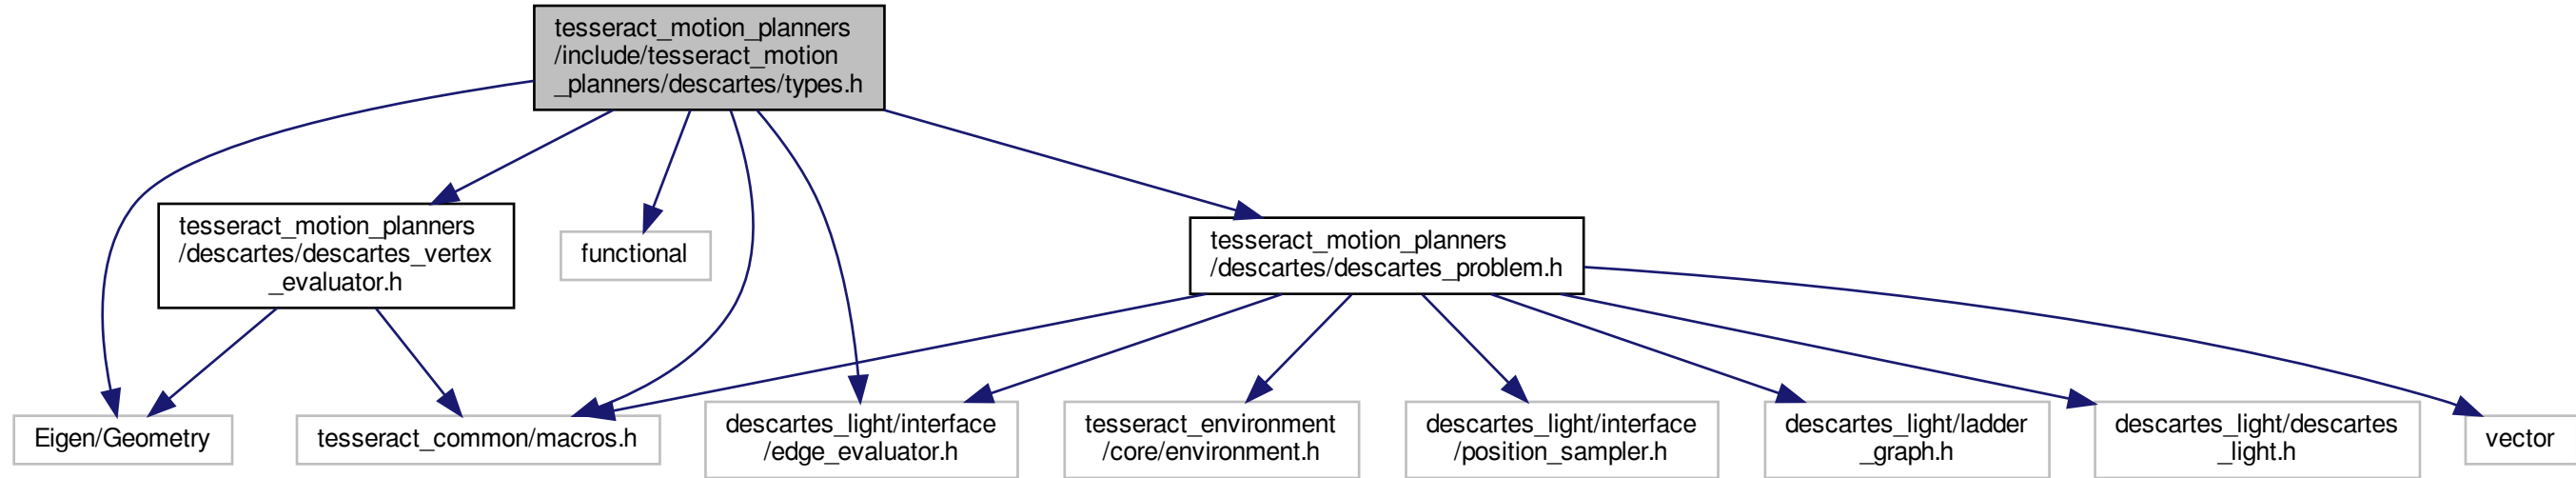 tesseract_motion_planners
/include/tesseract_motion
_planners/descartes/types.h
tesseract_motion_planners
/descartes/descartes_vertex
_evaluator.h
functional
tesseract_motion_planners
/descartes/descartes_problem.h
Eigen/Geometry
tesseract_common/macros.h
descartes_light/interface
/edge_evaluator.h
tesseract_environment
/core/environment.h
descartes_light/interface
/position_sampler.h
descartes_light/ladder
_graph.h
descartes_light/descartes
_light.h
vector